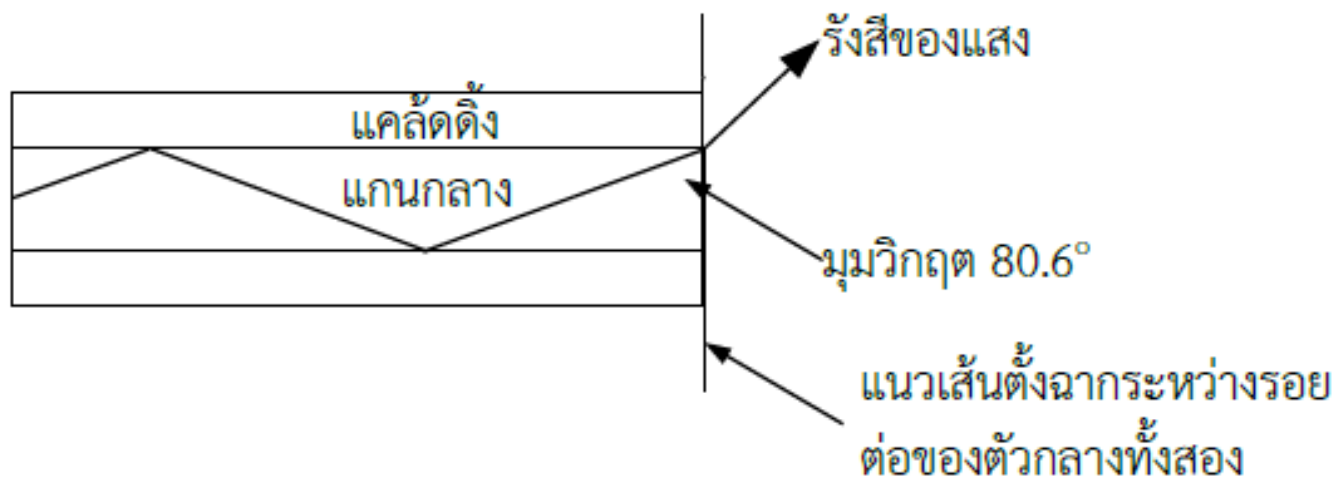 รังสีของแสง
แคล้ดดิ้ง
แกนกลาง
มุมวิกฤต 80.6°
แนวเส้นตั้งฉากระหว่างรอย
ต่อของตัวกลางทั้งสอง